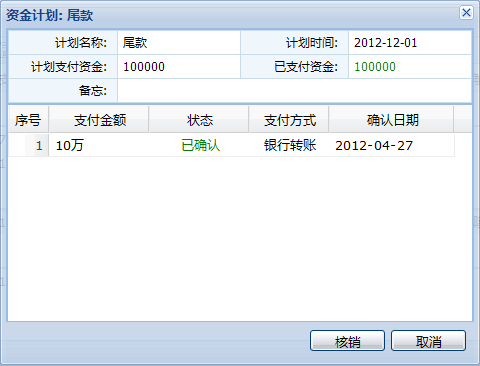 资金计划: 尾款
计划名称: 尾款 计划时间: 2012-12-01
计划支付资金: 100000 已支付资金: 100000
备忘:
序号 支付金额 状态 支付方式 确认日期
1 10万 已确认 银行转账 2012-04-27
核销 取消